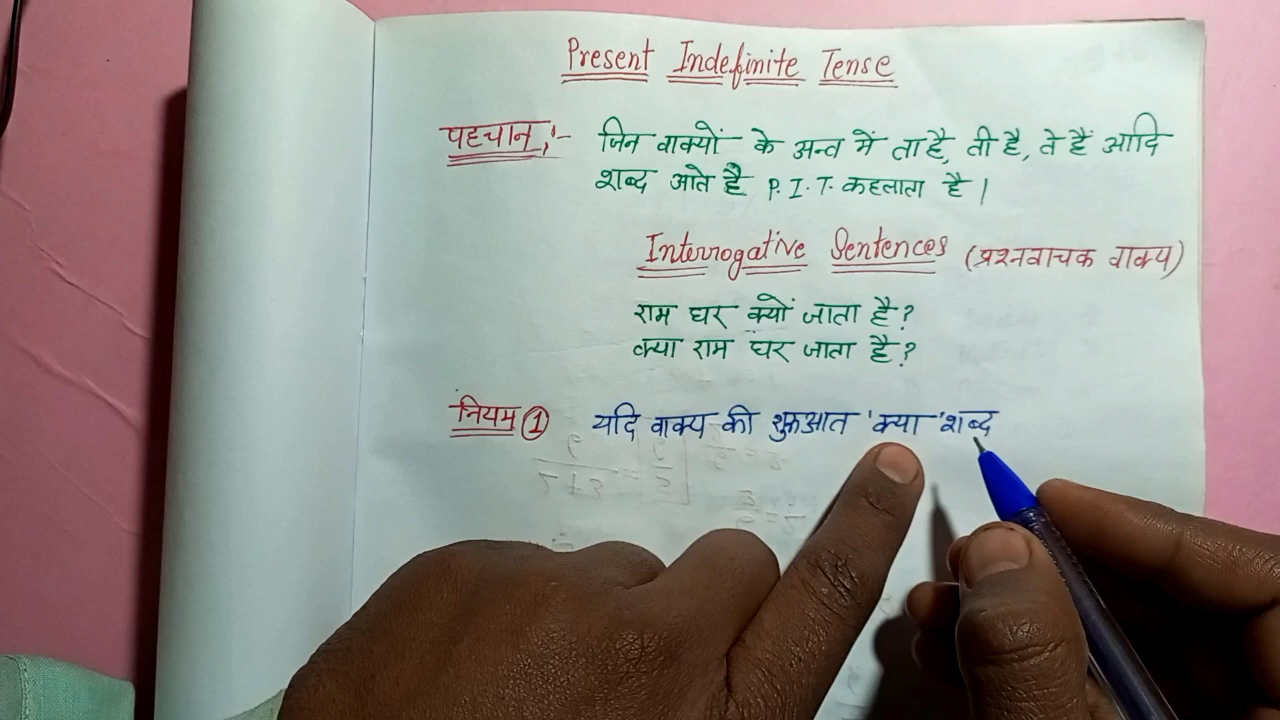 Present Indefinite Tense
पहचान :- जिन वाक्यों के अन्त में ता है, ती है, ते हैं आदि
शब्द आते है P. I. T. कहलाता है।
Interrogative Sentences (प्रश्नवाचक वाक्य)
राम घर क्यों जाता है?
क्या राम घर जाता है?
नियम ① यदि वाक्य की शुरूआत 'क्या' शब्द